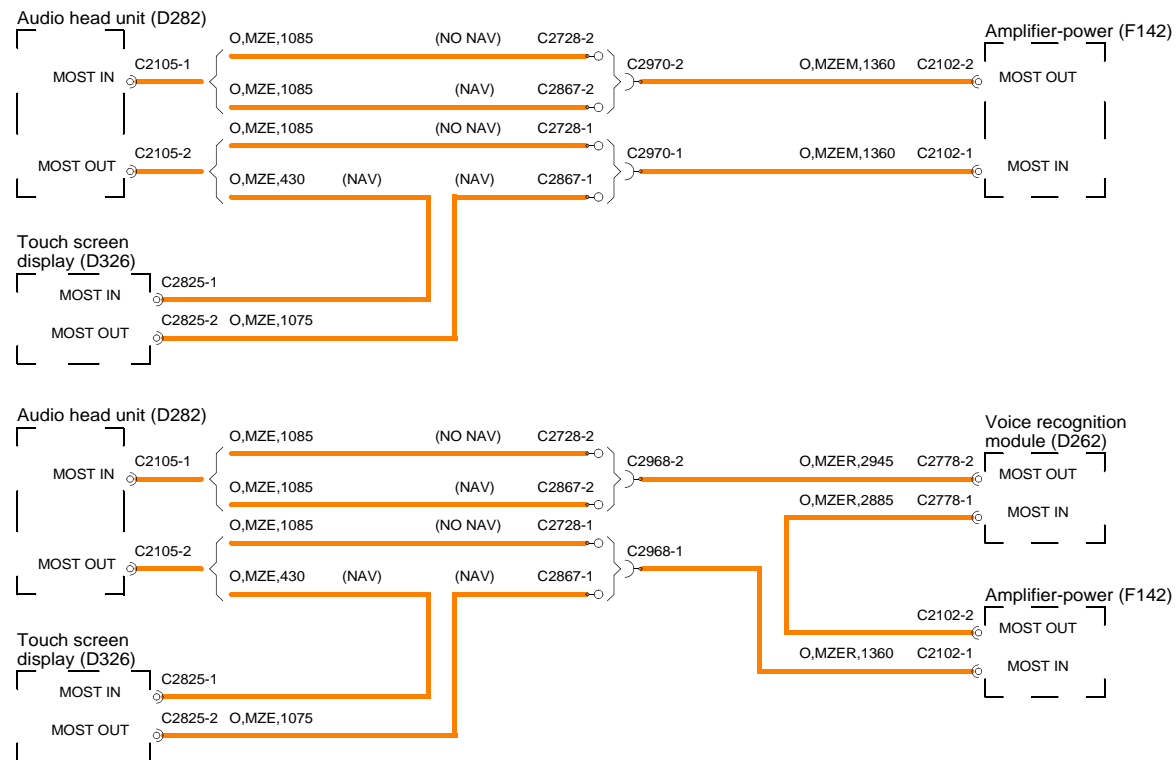 Audio head unit (D282)
O,MZE,1085 (NO NAV) C2728-2
Amplifier-power (F142)
MOST IN C2105-1
C2970-2 O,MZEM,1360 C2102-2
MOST OUT
O,MZE,1085 (NAV) C2867-2
O,MZE,1085 (NO NAV) C2728-1
MOST OUT C2105-2
C2970-1 O,MZEM,1360 C2102-1
MOST IN
O,MZE,430 (NAV) (NAV) C2867-1
Touch screen
display (D326)
MOST IN C2825-1
MOST OUT C2825-2 O,MZE,1075
Audio head unit (D282)
O,MZE,1085 (NO NAV) C2728-2
Voice recognition
module (D262)
MOST IN C2105-1
C2968-2 O,MZER,2945 C2778-2
MOST OUT
O,MZE,1085 (NAV) C2867-2
O,MZER,2885 C2778-1
MOST IN
O,MZE,1085 (NO NAV) C2728-1
MOST OUT C2105-2
C2968-1
O,MZE,430 (NAV) (NAV) C2867-1
Amplifier-power (F142)
C2102-2
MOST OUT
O,MZER,1360 C2102-1
MOST IN
Touch screen
display (D326)
MOST IN C2825-1
MOST OUT C2825-2 O,MZE,1075